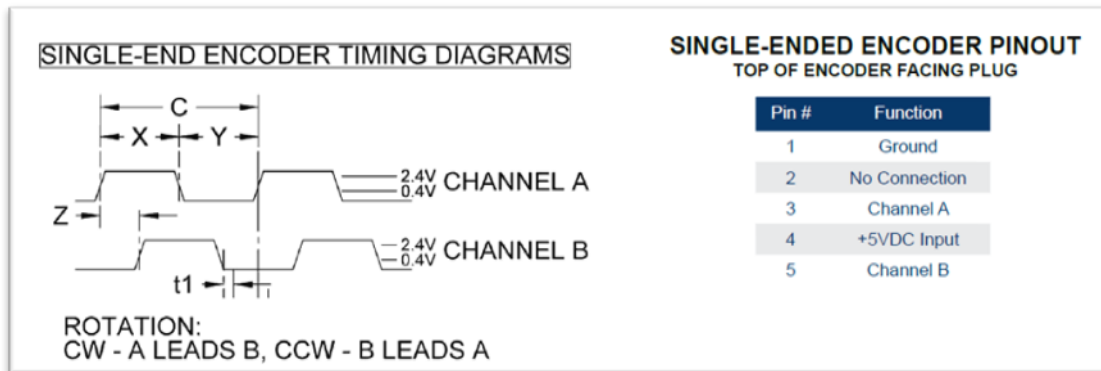 SINGLE-END ENCODER TIMING DIAGRAMS
C
X Y
2.4V
0.4V
CHANNEL A
Z
2.4V
0.4V
CHANNEL B
t1
ROTATION:
CW - A LEADS B, CCW - B LEADS A
SINGLE-ENDED ENCODER PINOUT
TOP OF ENCODER FACING PLUG
Pin # Function
1 Ground
2 No Connection
3 Channel A
4 +5VDC Input
5 Channel B